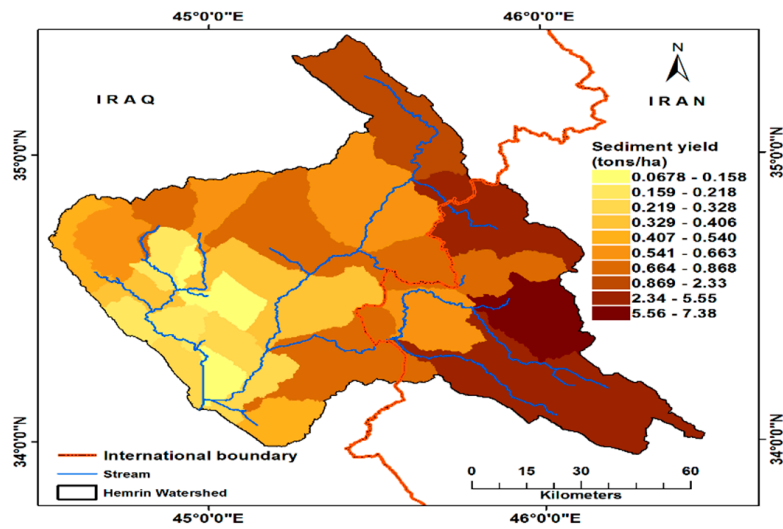 45°0'0"E 46°0'0"E
N
IRAQ
IRAN
35°0'0"N
35°0'0"N
Sediment yield
(tons/ha)
0.0678 - 0.158
0.159 - 0.218
0.219 - 0.328
0.329 - 0.406
0.407 - 0.540
0.541 - 0.663
0.664 - 0.868
0.869 - 2.33
2.34 - 5.55
5.56 - 7.38
34°0'0"N
34°0'0"N
International boundary
Stream
Hemrin Watershed
0 15 30 60
Kilometers
45°0'0"E 46°0'0"E